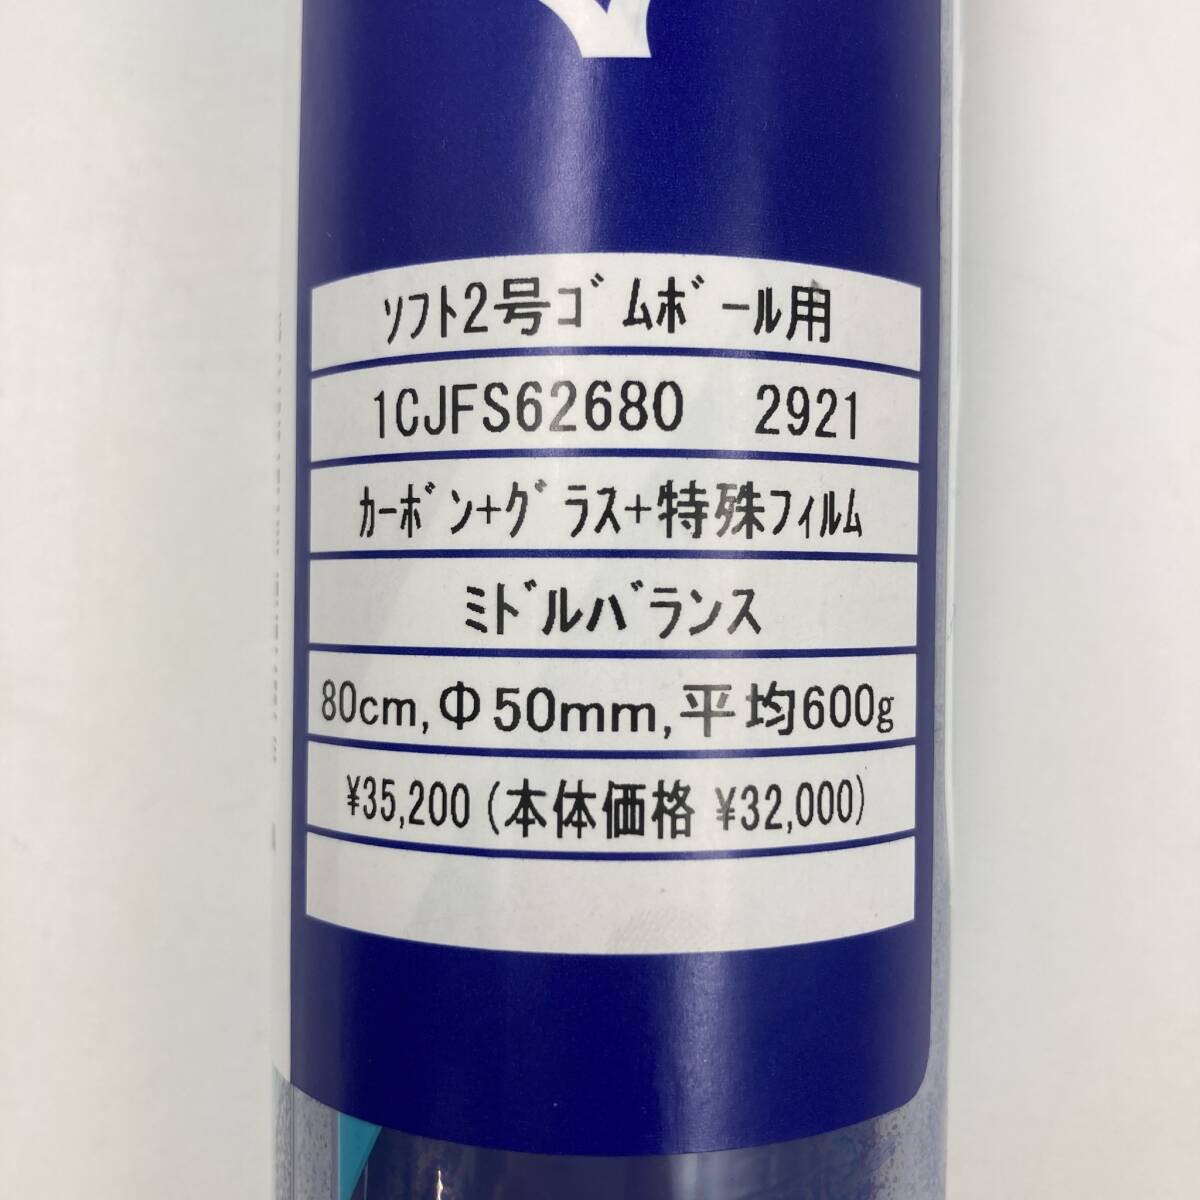 ｿﾌﾄ2号ｺﾞﾑﾎﾞｰﾙ用
1CJFS62680 2921
ｶｰﾎﾞﾝ+ｸﾞﾗｽ+特殊ﾌｨﾙﾑ
ﾐﾄﾞﾙﾊﾞﾗﾝｽ
80cm,Φ50mm,平均600g
¥35,200 (本体価格 ¥32,000)